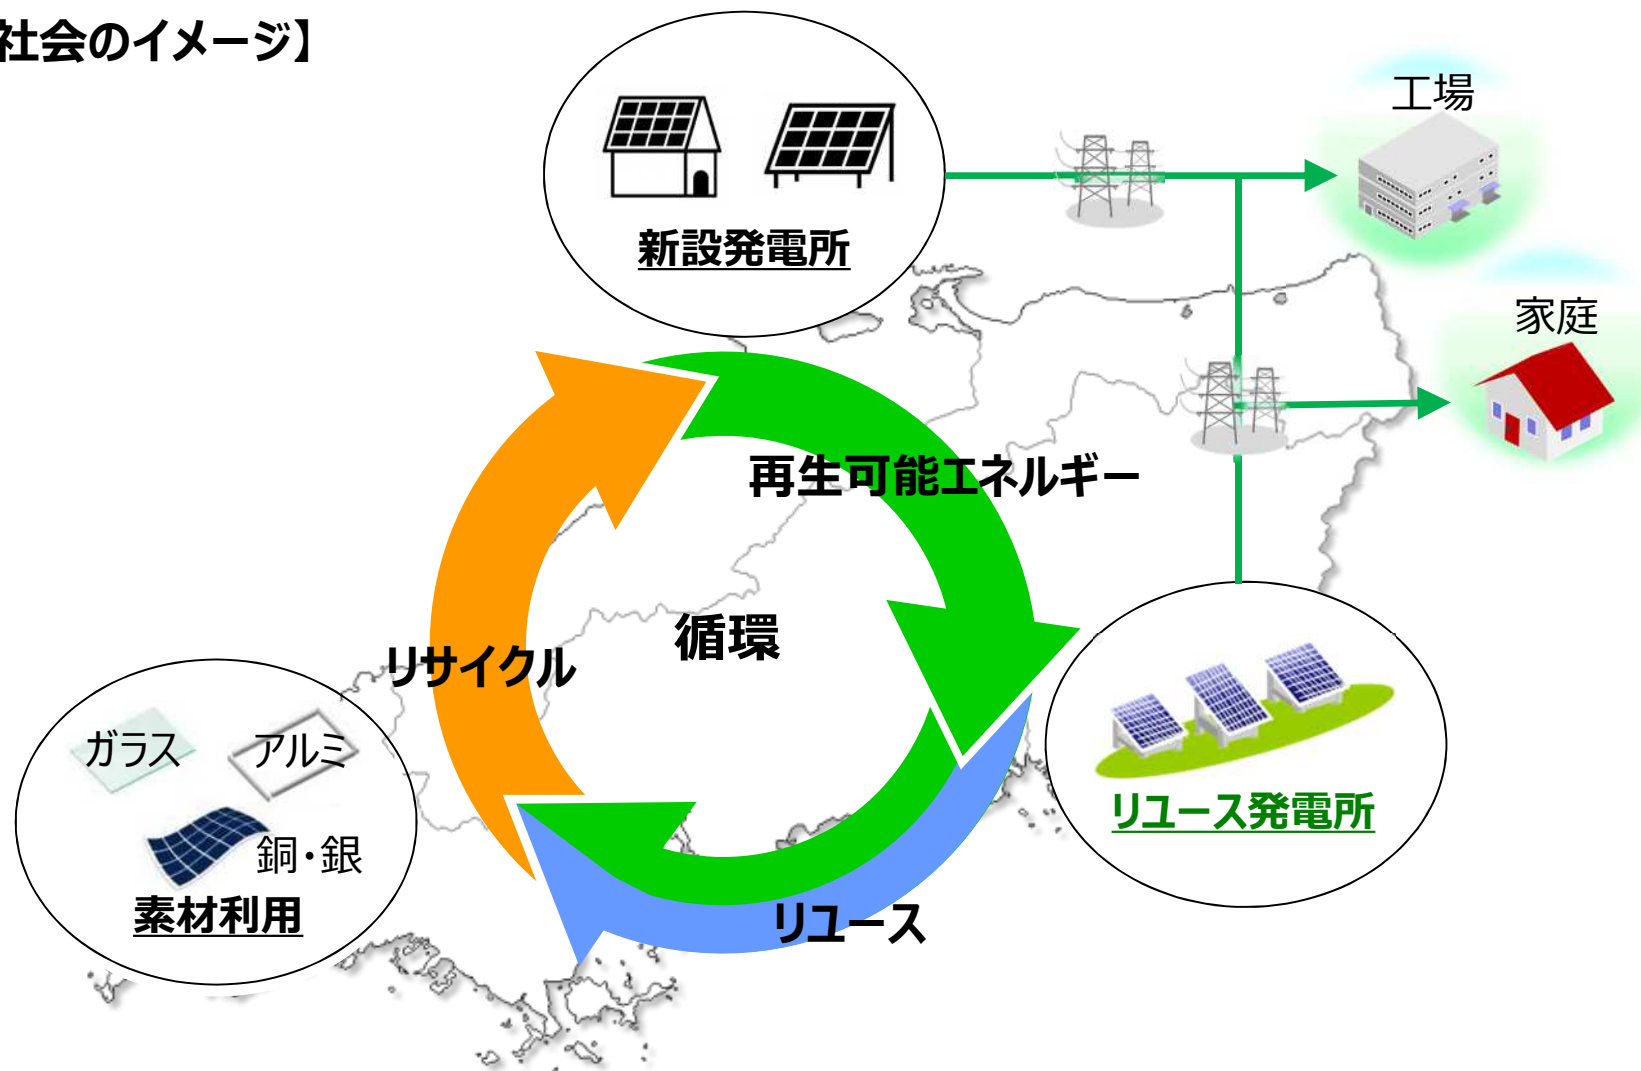 社会のイメージ】
工場
新設発電所
家庭
再生可能エネルギー
循環
リサイクル
ガラス
アルミ
銅・銀
素材利用
リユース発電所
リユース